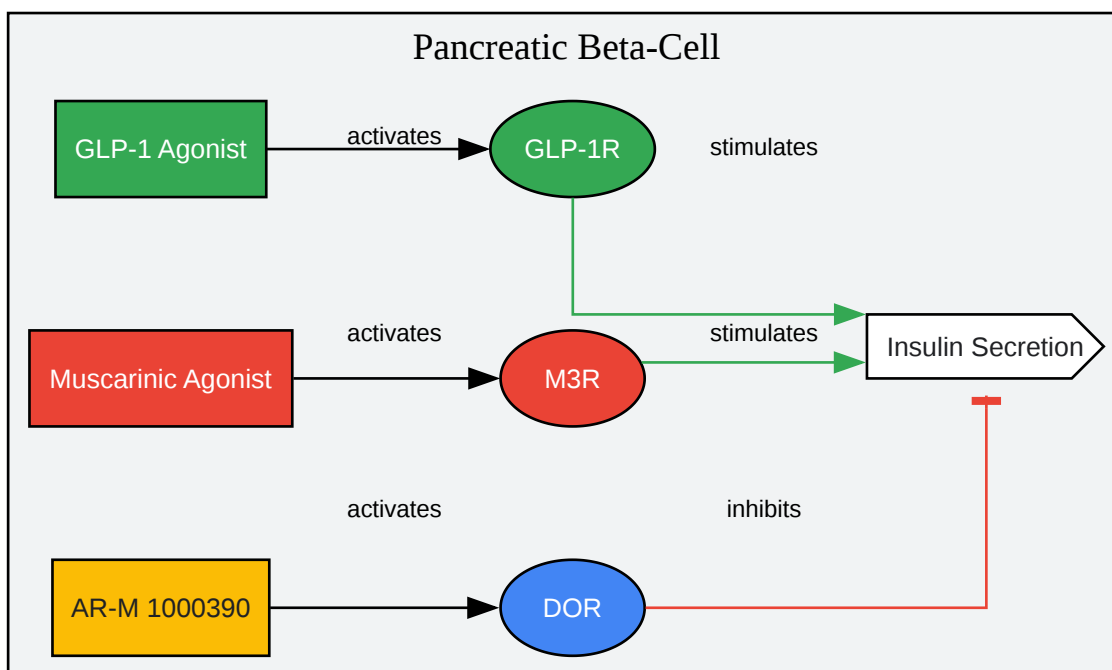 Pancreatic Beta-Cell
GLP-1 Agonist
activates
GLP-1R
stimulates
Muscarinic Agonist
activates
M3R
stimulates
Insulin Secretion
AR-M 1000390
activates
DOR
inhibits